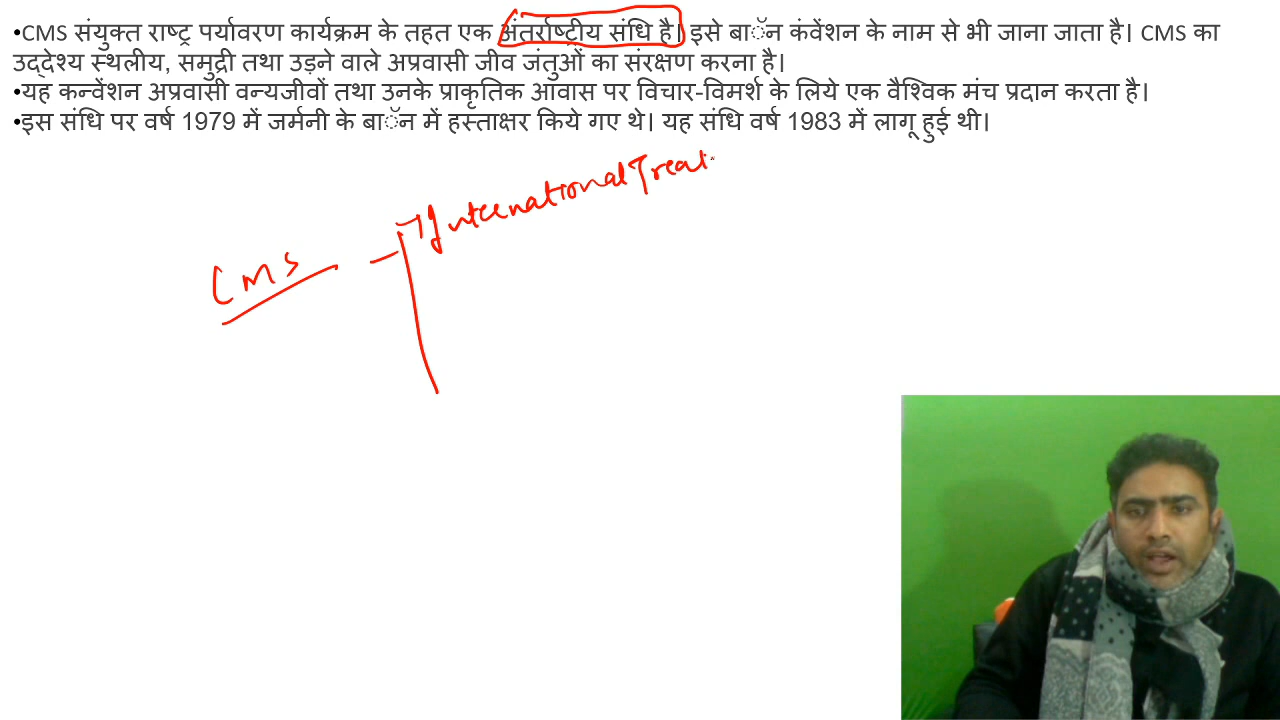 •CMS संयुक्त राष्ट्र पर्यावरण कार्यक्रम के तहत एक अंतर्राष्ट्रीय संधि है। इसे बाॅन कंवेंशन के नाम से भी जाना जाता है। CMS का
उद्देश्य स्थलीय, समुद्री तथा उड़ने वाले अप्रवासी जीव जंतुओं का संरक्षण करना है।
•यह कन्वेंशन अप्रवासी वन्यजीवों तथा उनके प्राकृतिक आवास पर विचार-विमर्श के लिये एक वैश्विक मंच प्रदान करता है।
•इस संधि पर वर्ष 1979 में जर्मनी के बाॅन में हस्ताक्षर किये गए थे। यह संधि वर्ष 1983 में लागू हुई थी।
International Treat
CMS